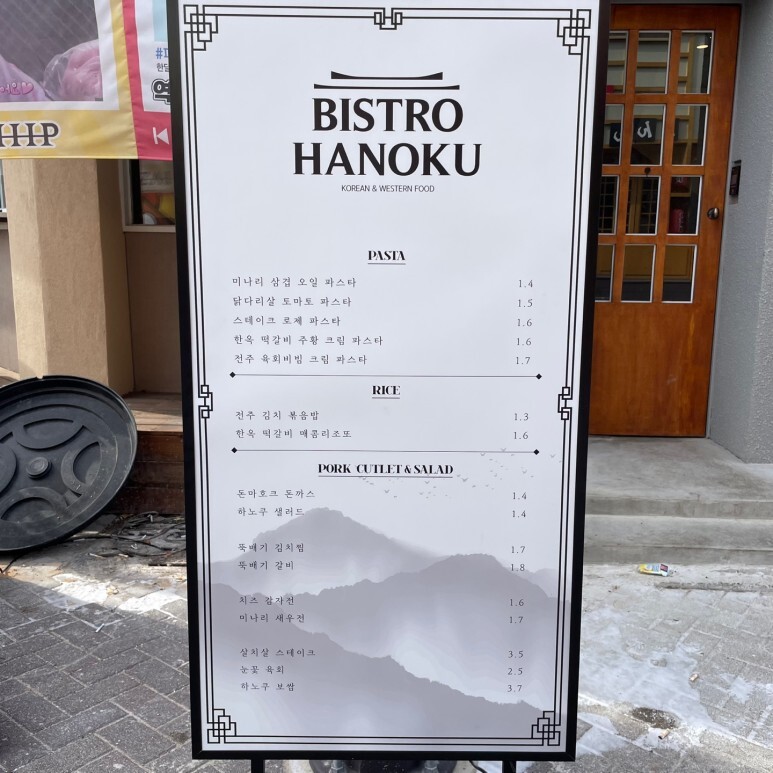 HIP
BISTRO
HANOKU
KOREAN & WESTERN FOOD
PASTA
미나리 삼겹 오일 파스타 1.4
닭다리살 토마토 파스타 1.5
스테이크 로제 파스타 1.6
한옥 떡갈비 주황 크림 파스타 1.6
전주 육회비빔 크림 파스타 1.7
RICE
전주 김치 볶음밥 1.3
한옥 떡갈비 매콤리조또 1.6
PORK CUTLET & SALAD
돈마호크 돈까스 1.4
하노구 샐러드 1.4
뚝배기 김치찜 1.7
뚝배기 갈비 1.8
치즈 감자전 1.6
미나리 새우전 1.7
살치살 스테이크 3.5
눈꽃 육회 2.5
하노구 보쌈 3.7